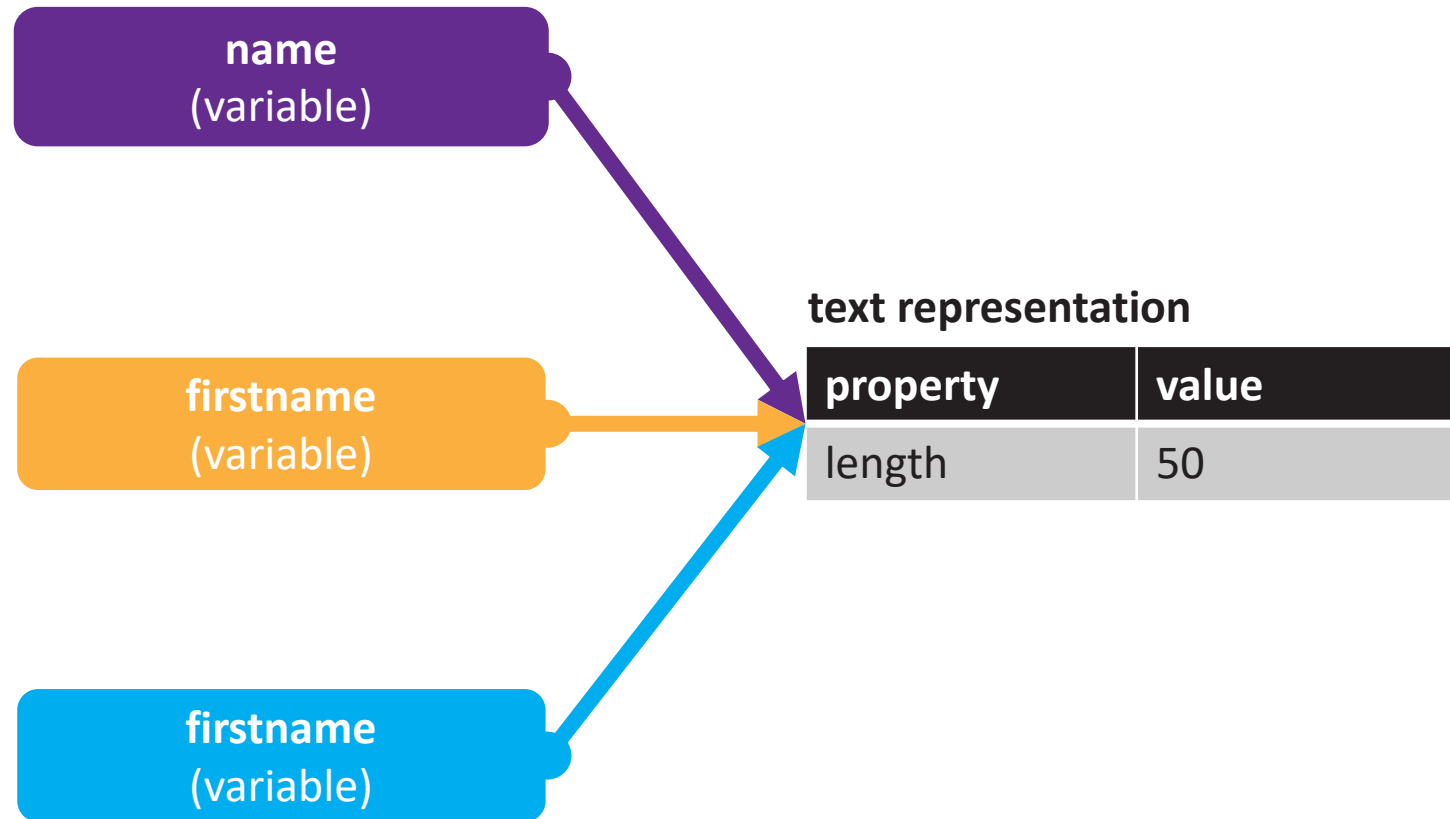 name
(variable)
firstname
(variable)
firstname
(variable)
text representation
property value
length 50